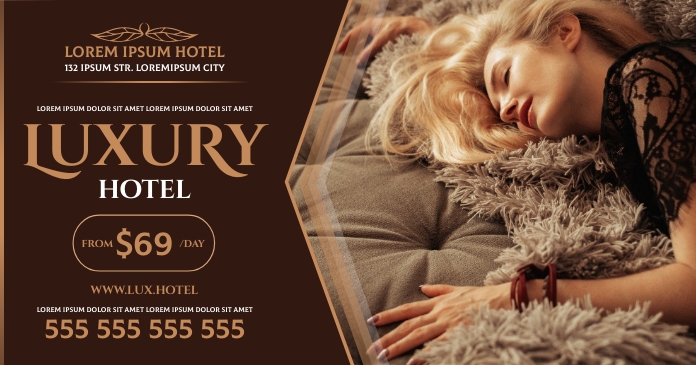 LOREM IPSUM HOTEL
132 IPSUM STR. LOREMIPSUM CITY
LOREM IPSUM DOLOR SIT AMET LOREM IPSUM DOLOR SIT AMET
LUXURY
HOTEL
FROM $69 /DAY
WWW.LUX.HOTEL
LOREM IPSUM DOLOR SIT AMET LOREM IPSUM DOLOR SIT AMET
555 555 555 555